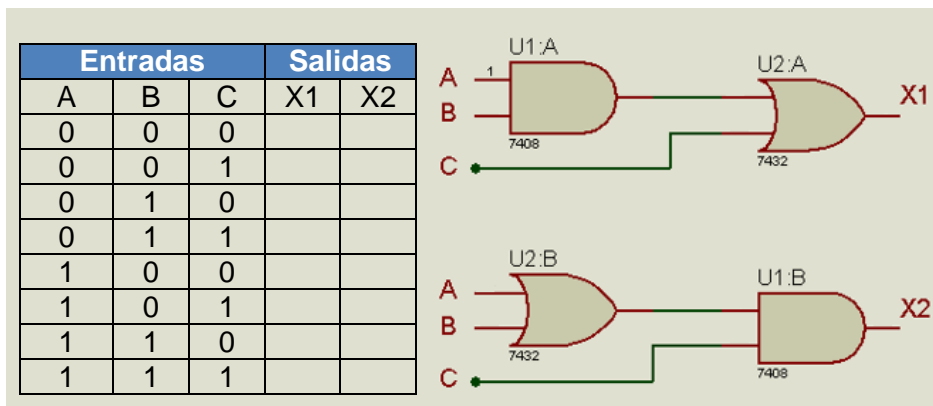 Entradas Salidas
A B C X1 X2
0 0 0
0 0 1
0 1 0
0 1 1
1 0 0
1 0 1
1 1 0
1 1 1
U1:A
A 1
B
7408
C
U2:A
X1
7432
U2:B
A
B
7432
C
U1:B
X2
7408